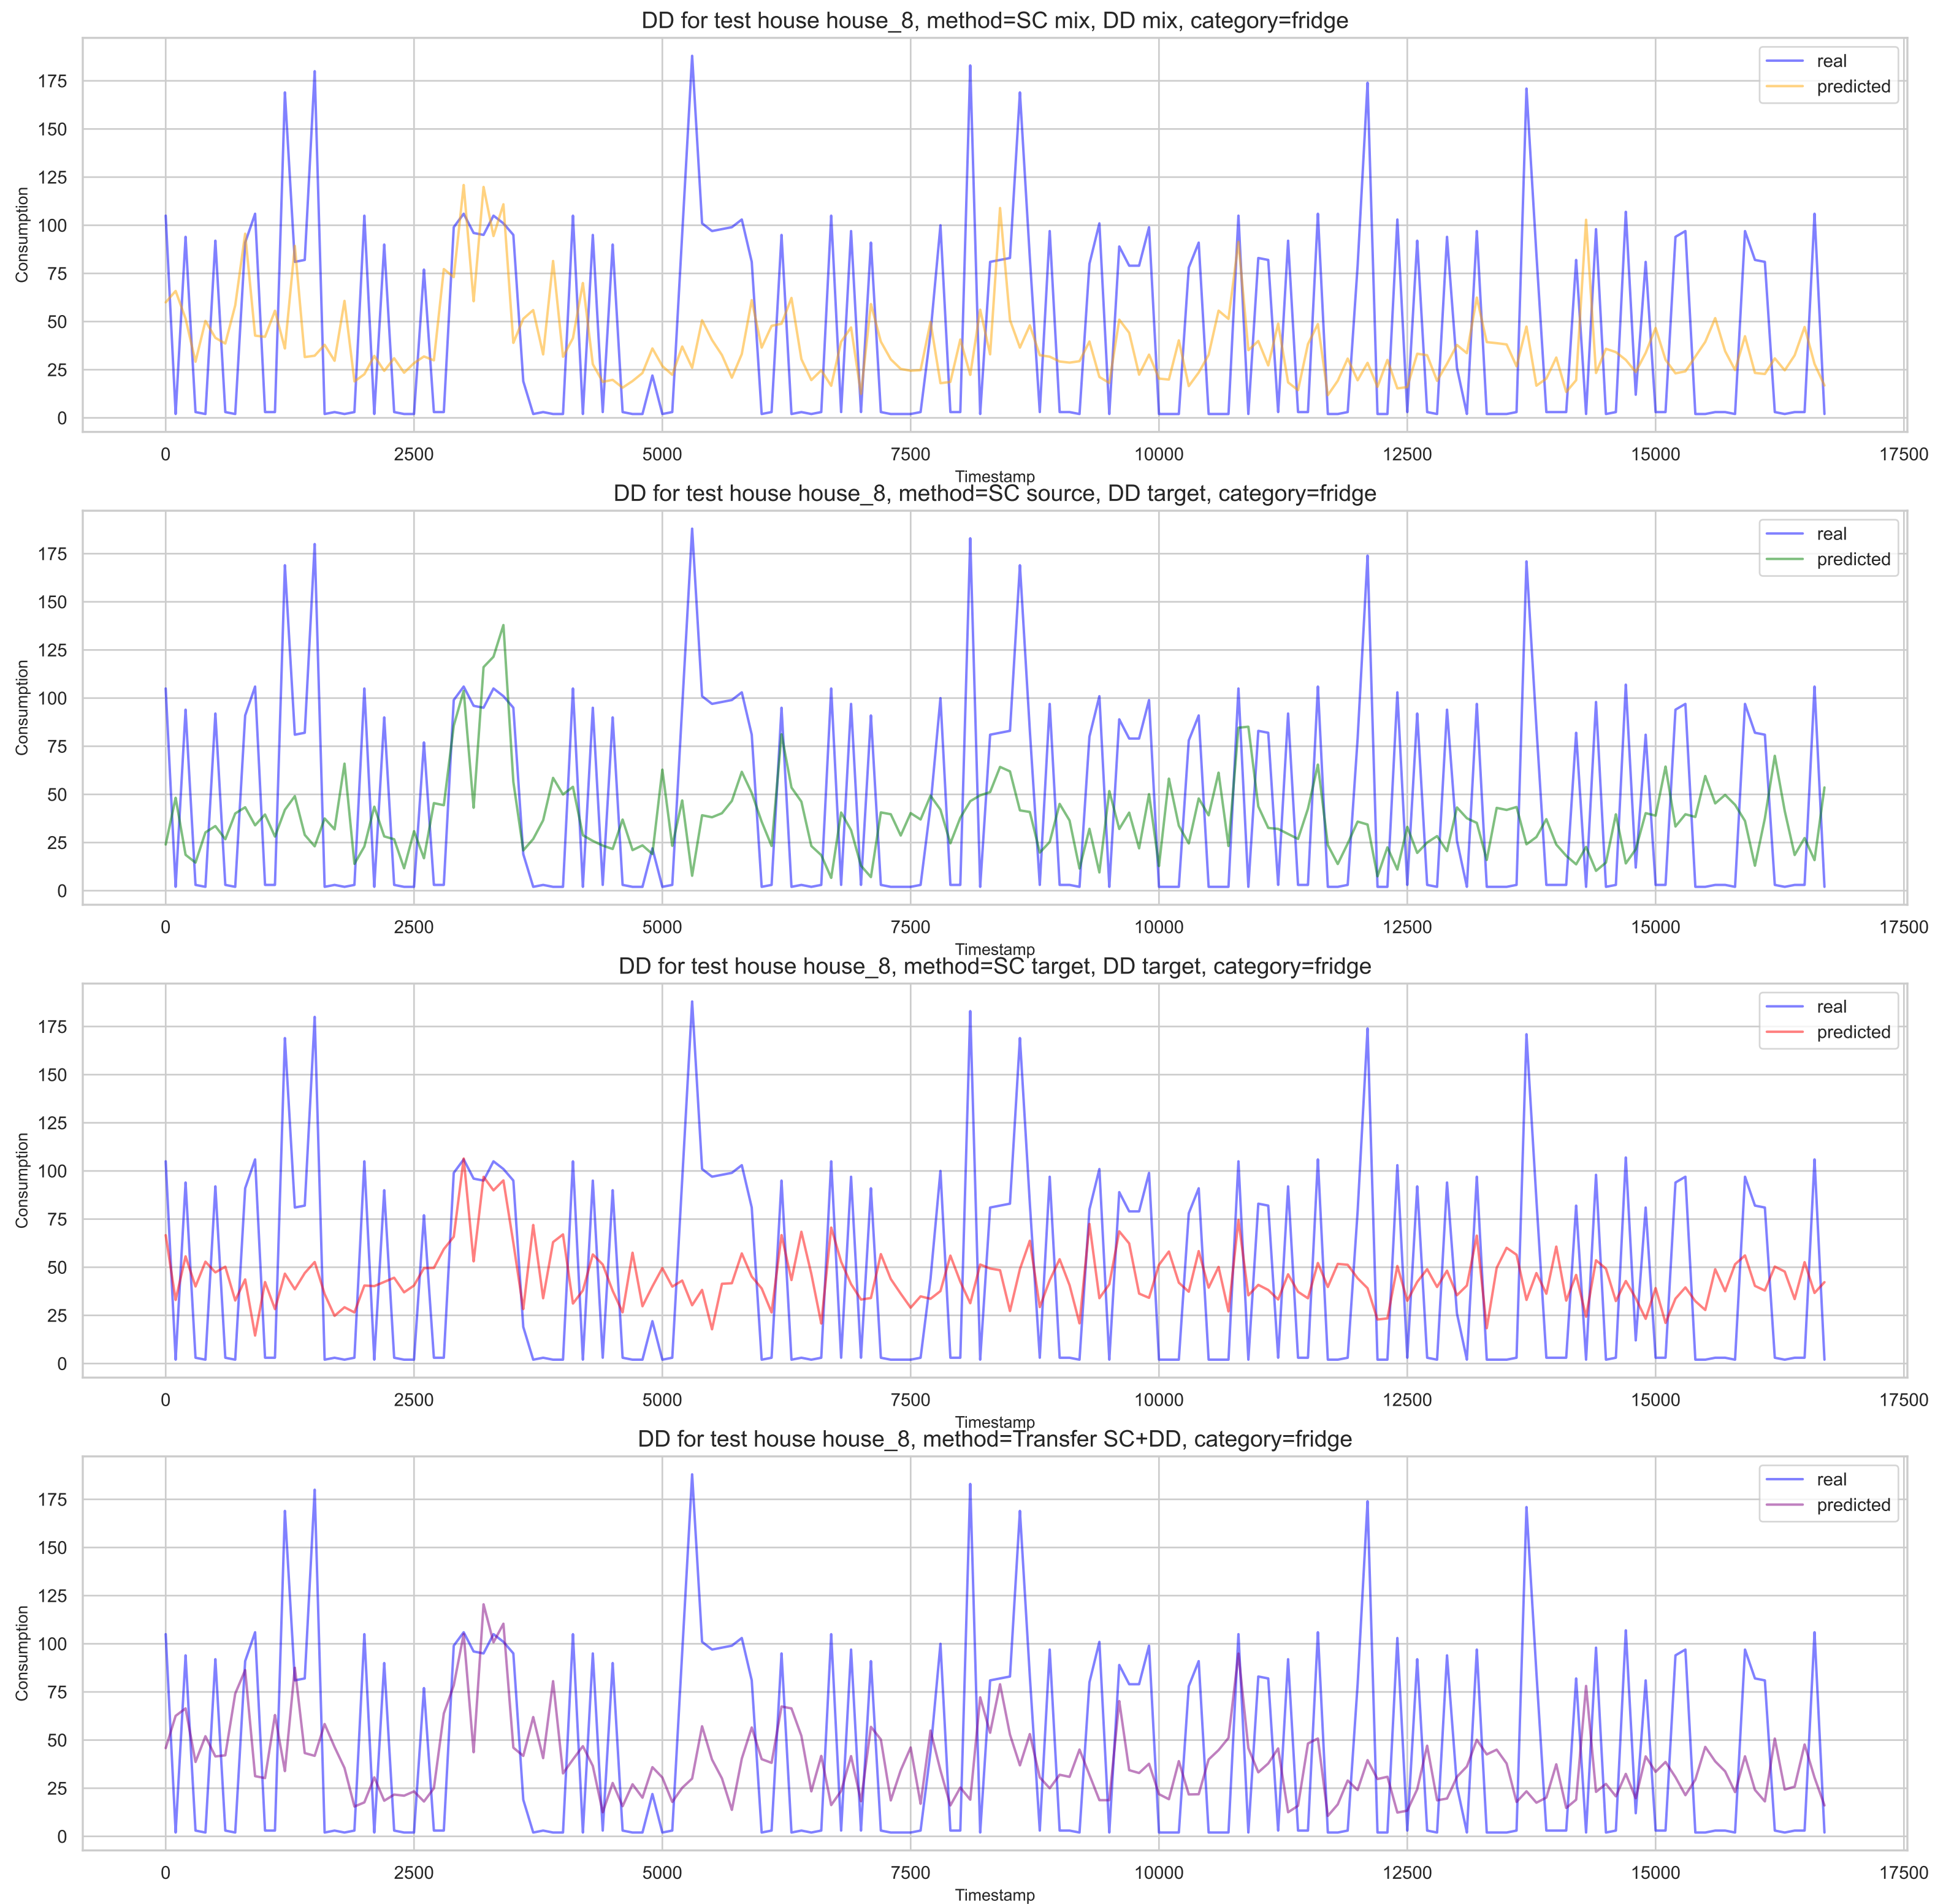 DD for test house house_8, method=SC mix, DD mix, category=fridge
real
predicted
Consumption
175
150
125
100
75
50
25
0
0 2500 5000 7500 10000 12500 15000 17500
Timestamp
DD for test house house_8, method=SC source, DD target, category=fridge
real
predicted
Consumption
175
150
125
100
75
50
25
0
0 2500 5000 7500 10000 12500 15000 17500
Timestamp
DD for test house house_8, method=SC target, DD target, category=fridge
real
predicted
Consumption
175
150
125
100
75
50
25
0
0 2500 5000 7500 10000 12500 15000 17500
Timestamp
DD for test house house_8, method=Transfer SC+DD, category=fridge
real
predicted
Consumption
175
150
125
100
75
50
25
0
0 2500 5000 7500 10000 12500 15000 17500
Timestamp